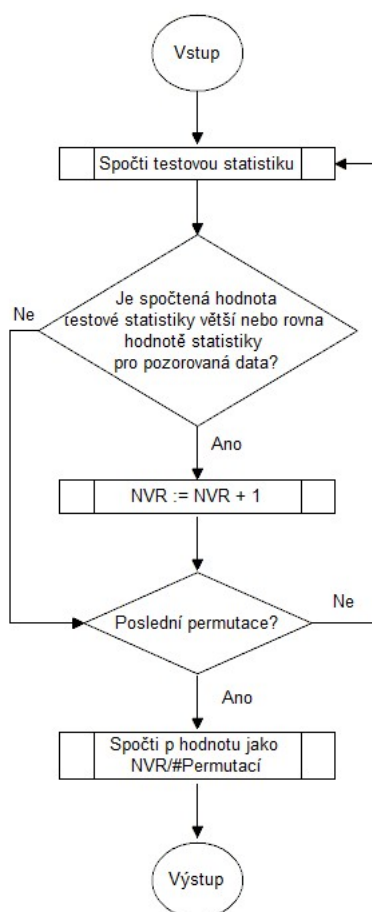 Vstup
Spočti testovou statistiku
Je spočtená hodnota
testové statistiky větší nebo rovna
hodnotě statistiky
pro pozorovaná data?
Ne
Ano
NVR := NVR + 1
Poslední permutace?
Ne
Ano
Spočti p hodnotu jako
NVR/#Permutací
Výstup